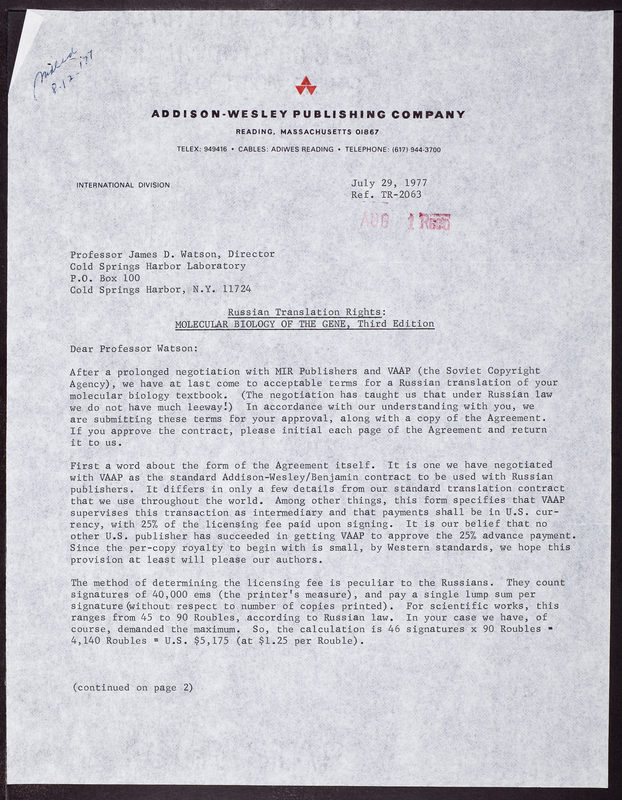 mailed
8-12-'77
ADDISON-WESLEY PUBLISHING COMPANY
READING, MASSACHUSETTS 01867
TELEX: 949416 • CABLES: ADIWES READING • TELEPHONE: (617) 944-3700
INTERNATIONAL DIVISION
July 29, 1977
Ref. TR-2063
AUG 1 REC'D
Professor James D. Watson, Director
Cold Springs Harbor Laboratory
P.O. Box 100
Cold Springs Harbor, N.Y. 11724
Russian Translation Rights:
MOLECULAR BIOLOGY OF THE GENE, Third Edition
Dear Professor Watson:
After a prolonged negotiation with MIR Publishers and VAAP (the Soviet Copyright
Agency), we have at last come to acceptable terms for a Russian translation of your
molecular biology textbook. (The negotiation has taught us that under Russian law
we do not have much leeway!) In accordance with our understanding with you, we
are submitting these terms for your approval, along with a copy of the Agreement.
If you approve the contract, please initial each page of the Agreement and return
it to us.
First a word about the form of the Agreement itself. It is one we have negotiated
with VAAP as the standard Addison-Wesley/Benjamin contract to be used with Russian
publishers. It differs in only a few details from our standard translation contract
that we use throughout the world. Among other things, this form specifies that VAAP
supervises this transaction as intermediary and that payments shall be in U.S. cur-
rency, with 25% of the licensing fee paid upon signing. It is our belief that no
other U.S. publisher has succeeded in getting VAAP to approve the 25% advance payment.
Since the per-copy royalty to begin with is small, by Western standards, we hope this
provision at least will please our authors.
The method of determining the licensing fee is peculiar to the Russians. They count
signatures of 40,000 ems (the printer's measure), and pay a single lump sum per
signature (without respect to number of copies printed). For scientific works, this
ranges from 45 to 90 Roubles, according to Russian law. In your case we have, of
course, demanded the maximum. So, the calculation is 46 signatures x 90 Roubles =
4,140 Roubles = U.S. $5,175 (at $1.25 per Rouble).
(continued on page 2)